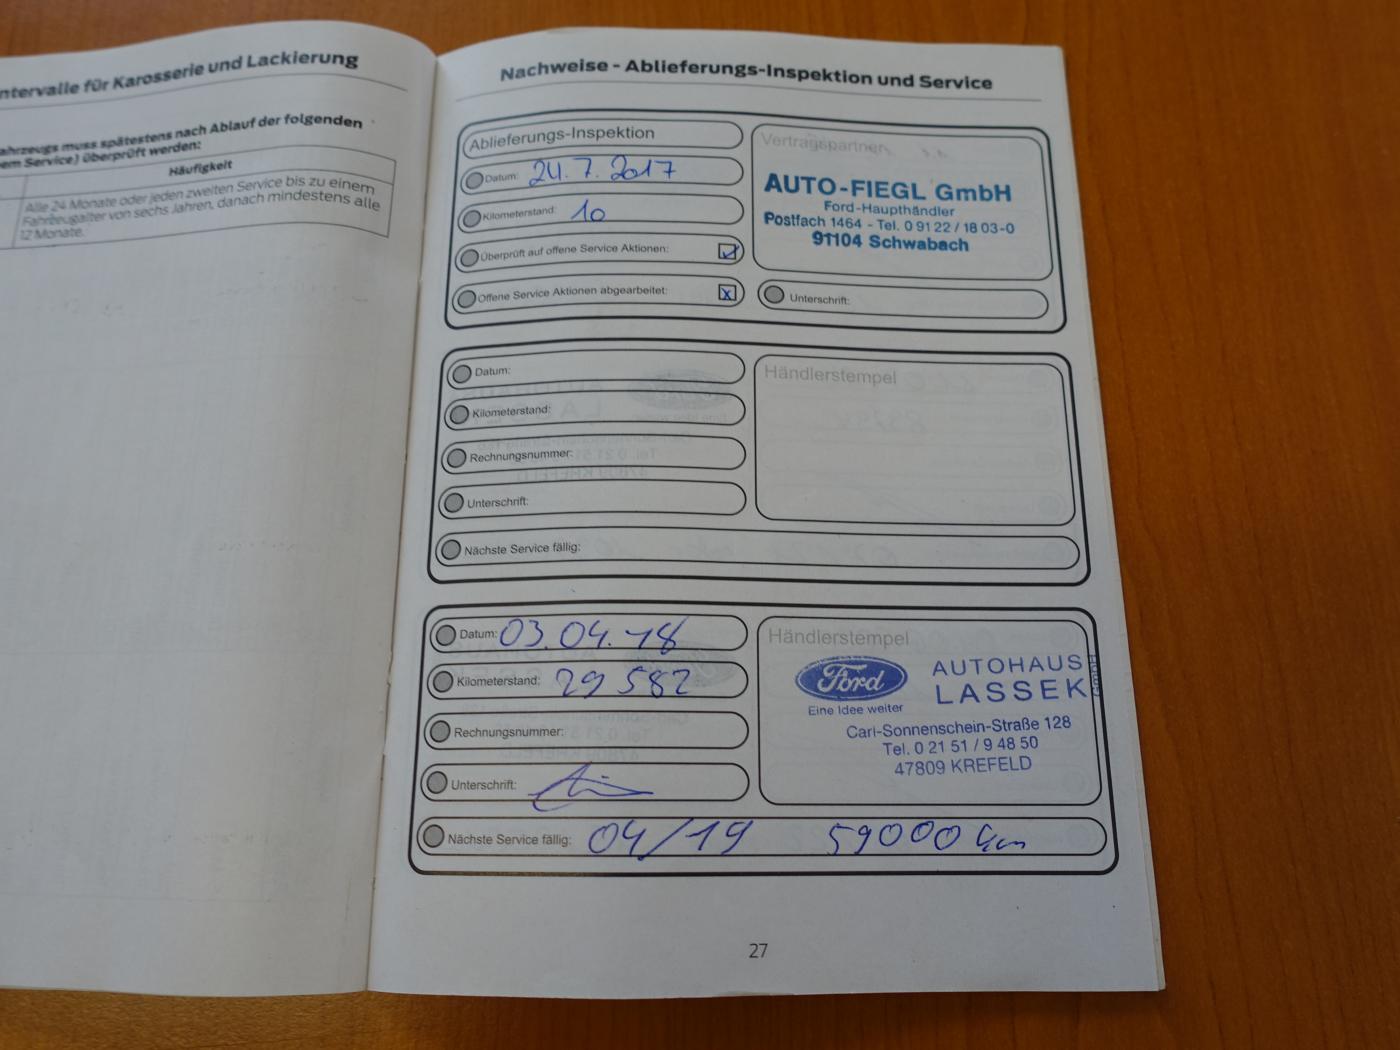 ntervalle für Karosserie und Lackierung
ahrzeugs muss spätestens nach Ablauf der folgenden
em Service) überprüft werden:
Häufigkeit
Alle 24 Monate oder jeden zweiten Service bis zu einem
Fahrzeugalter von sechs Jahren, danach mindestens alle
12 Monate.
Nachweise - Ablieferungs-Inspektion und Service
Ablieferungs-Inspektion
Datum: 24.7.2017
Kilometerstand: 10
Überprüft auf offene Service Aktionen:
Offene Service Aktionen abgearbeitet: x
Vertragspartner
AUTO-FIEGL GmbH
Ford-Haupthändler
Postfach 1464 - Tel. 0 91 22 / 18 03-0
91104 Schwabach
Unterschrift:
Datum:
Kilometerstand:
Rechnungsnummer:
Unterschrift:
Händlerstempel
Nächste Service fällig:
Datum: 03.04.18
Kilometerstand: 29 582
Rechnungsnummer:
Unterschrift:
Händlerstempel
Ford
Eine Idee weiter
AUTOHAUS
LASSEK GmbH
Carl-Sonnenschein-Straße 128
Tel. 0 21 51 / 9 48 50
47809 KREFELD
Nächste Service fällig: 04/19 59000 km
27